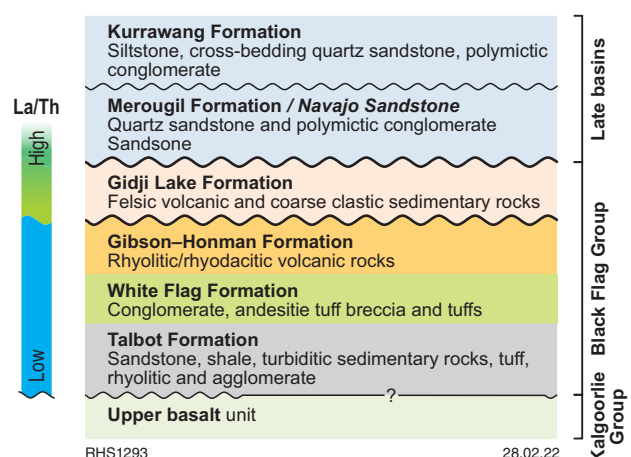 Kurrawang Formation
Siltstone, cross-bedding quartz sandstone, polymictic
conglomerate
Merougil Formation / Navajo Sandstone
Quartz sandstone and polymictic conglomerate
Sandsone
Gidji Lake Formation
Felsic volcanic and coarse clastic sedimentary rocks
Gibson–Honman Formation
Rhyolitic/rhyodacitic volcanic rocks
White Flag Formation
Conglomerate, andesitie tuff breccia and tuffs
Talbot Formation
Sandstone, shale, turbiditic sedimentary rocks, tuff,
rhyolitic and agglomerate
?
Upper basalt unit
La/Th
High
Low
Late basins
Black Flag Group
Kalgoorlie
Group
RHS1293
28.02.22